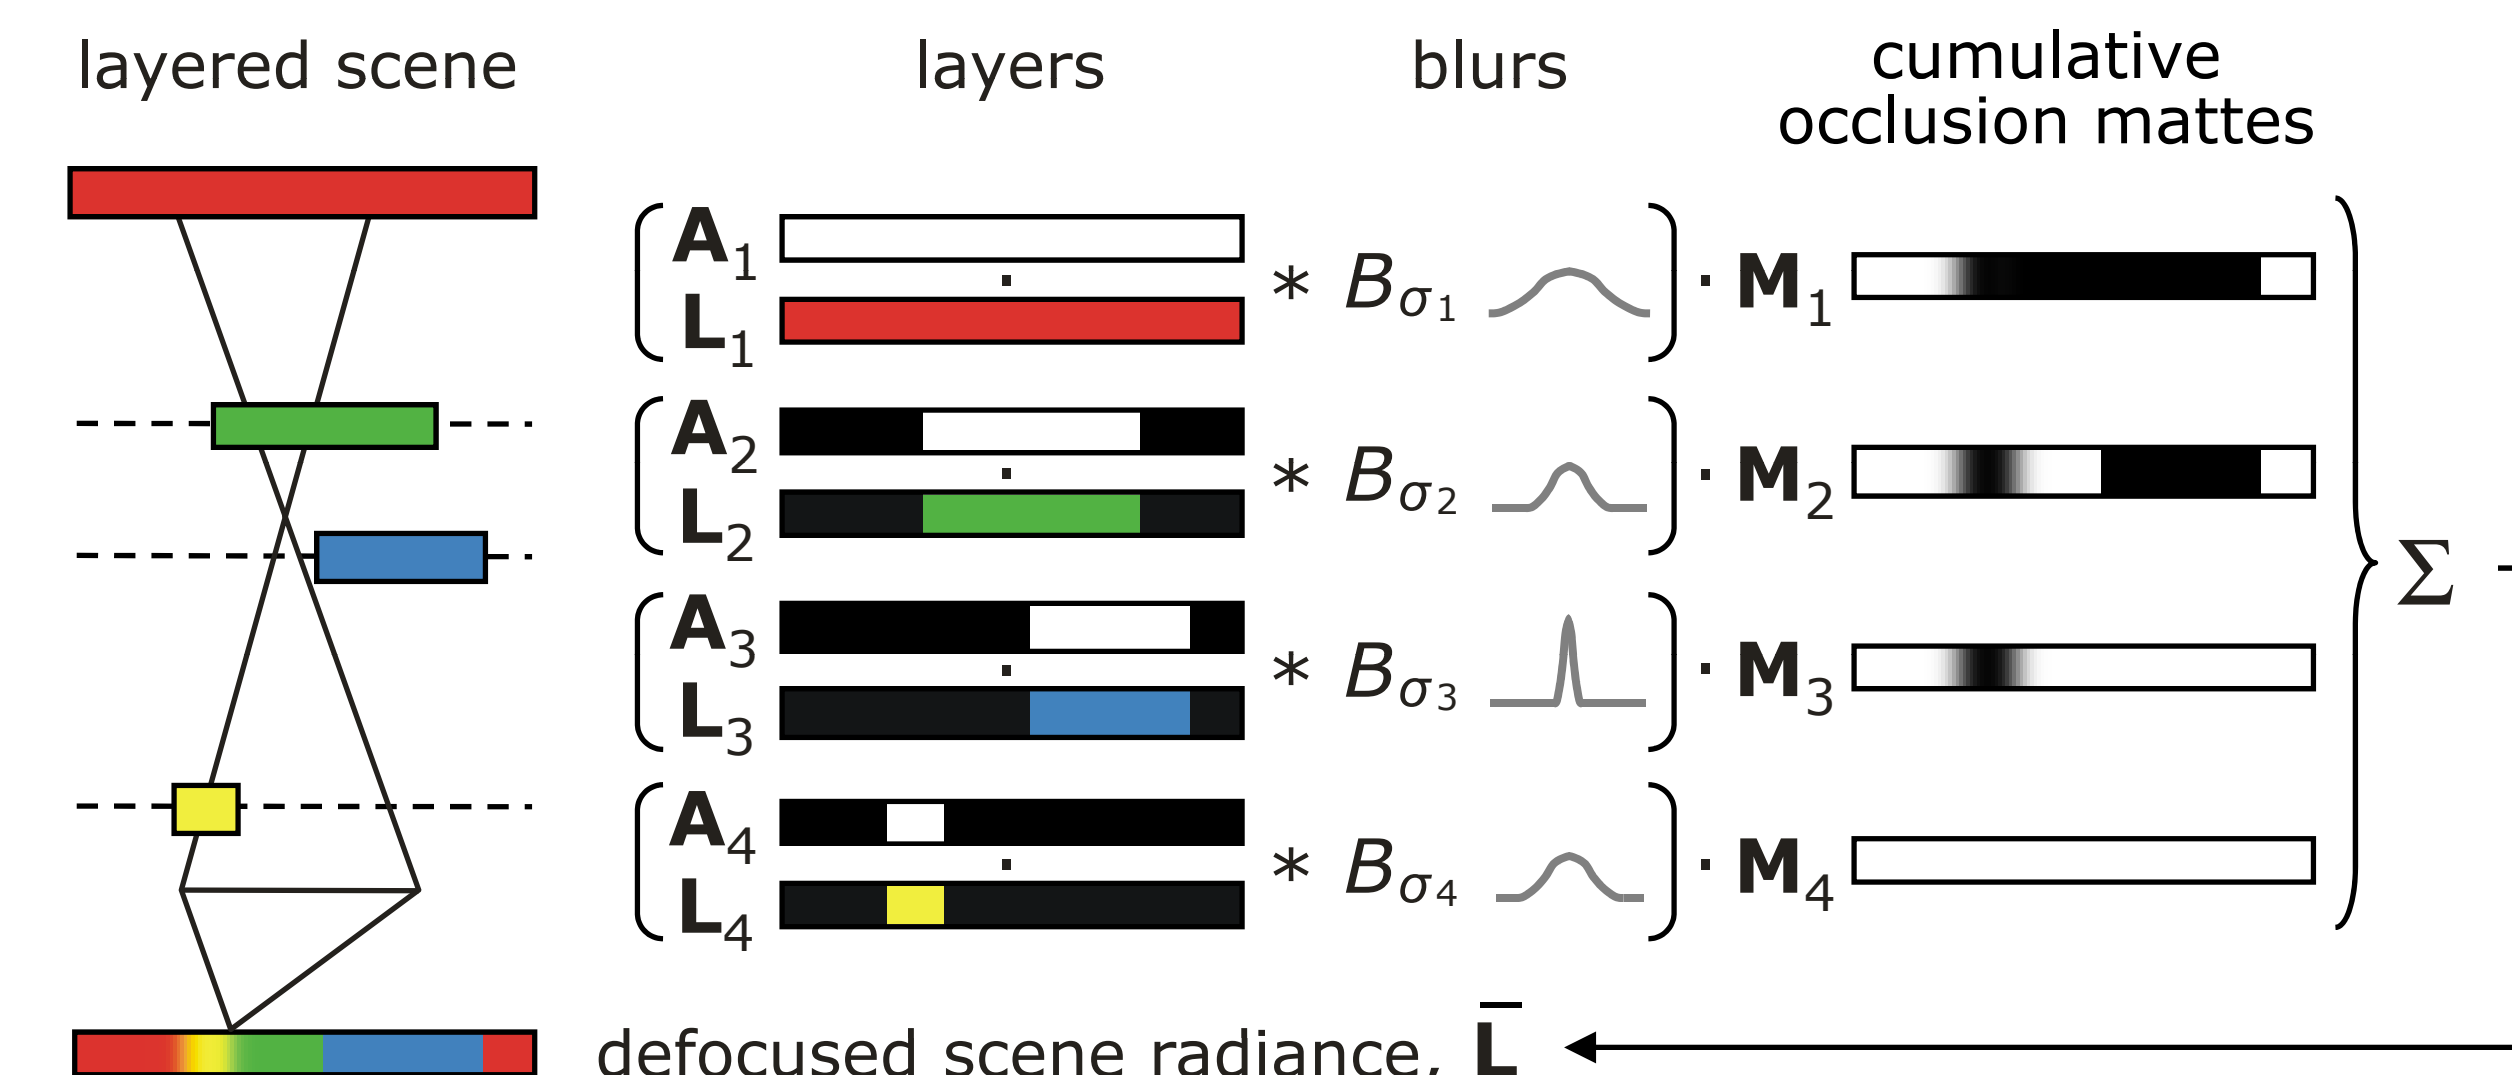 layered scene layers blurs cumulative occlusion mattes
A1 L1 * Bσ1 · M1
A2 L2 * Bσ2 · M2
Σ
A3 L3 * Bσ3 · M3
A4 L4 * Bσ4 · M4
defocused scene radiance, L̅